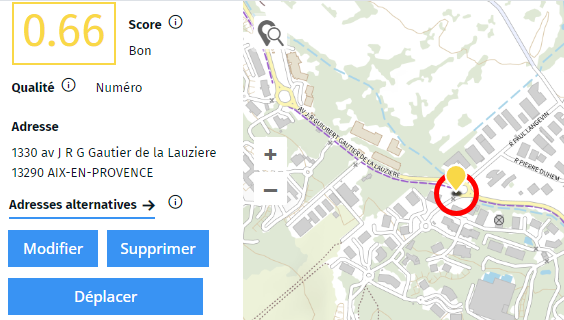 0.66
Score
Bon
Qualité
Numéro
Adresse
1330 av J R G Gautier de la Lauziere
13290 AIX-EN-PROVENCE
Adresses alternatives →
Modifier
Supprimer
Déplacer
+
−
AV J R GUILIBERT GAUTIER DE LA LAUZIERE
R PAUL LANGEVIN
R PIERRE DUHEM